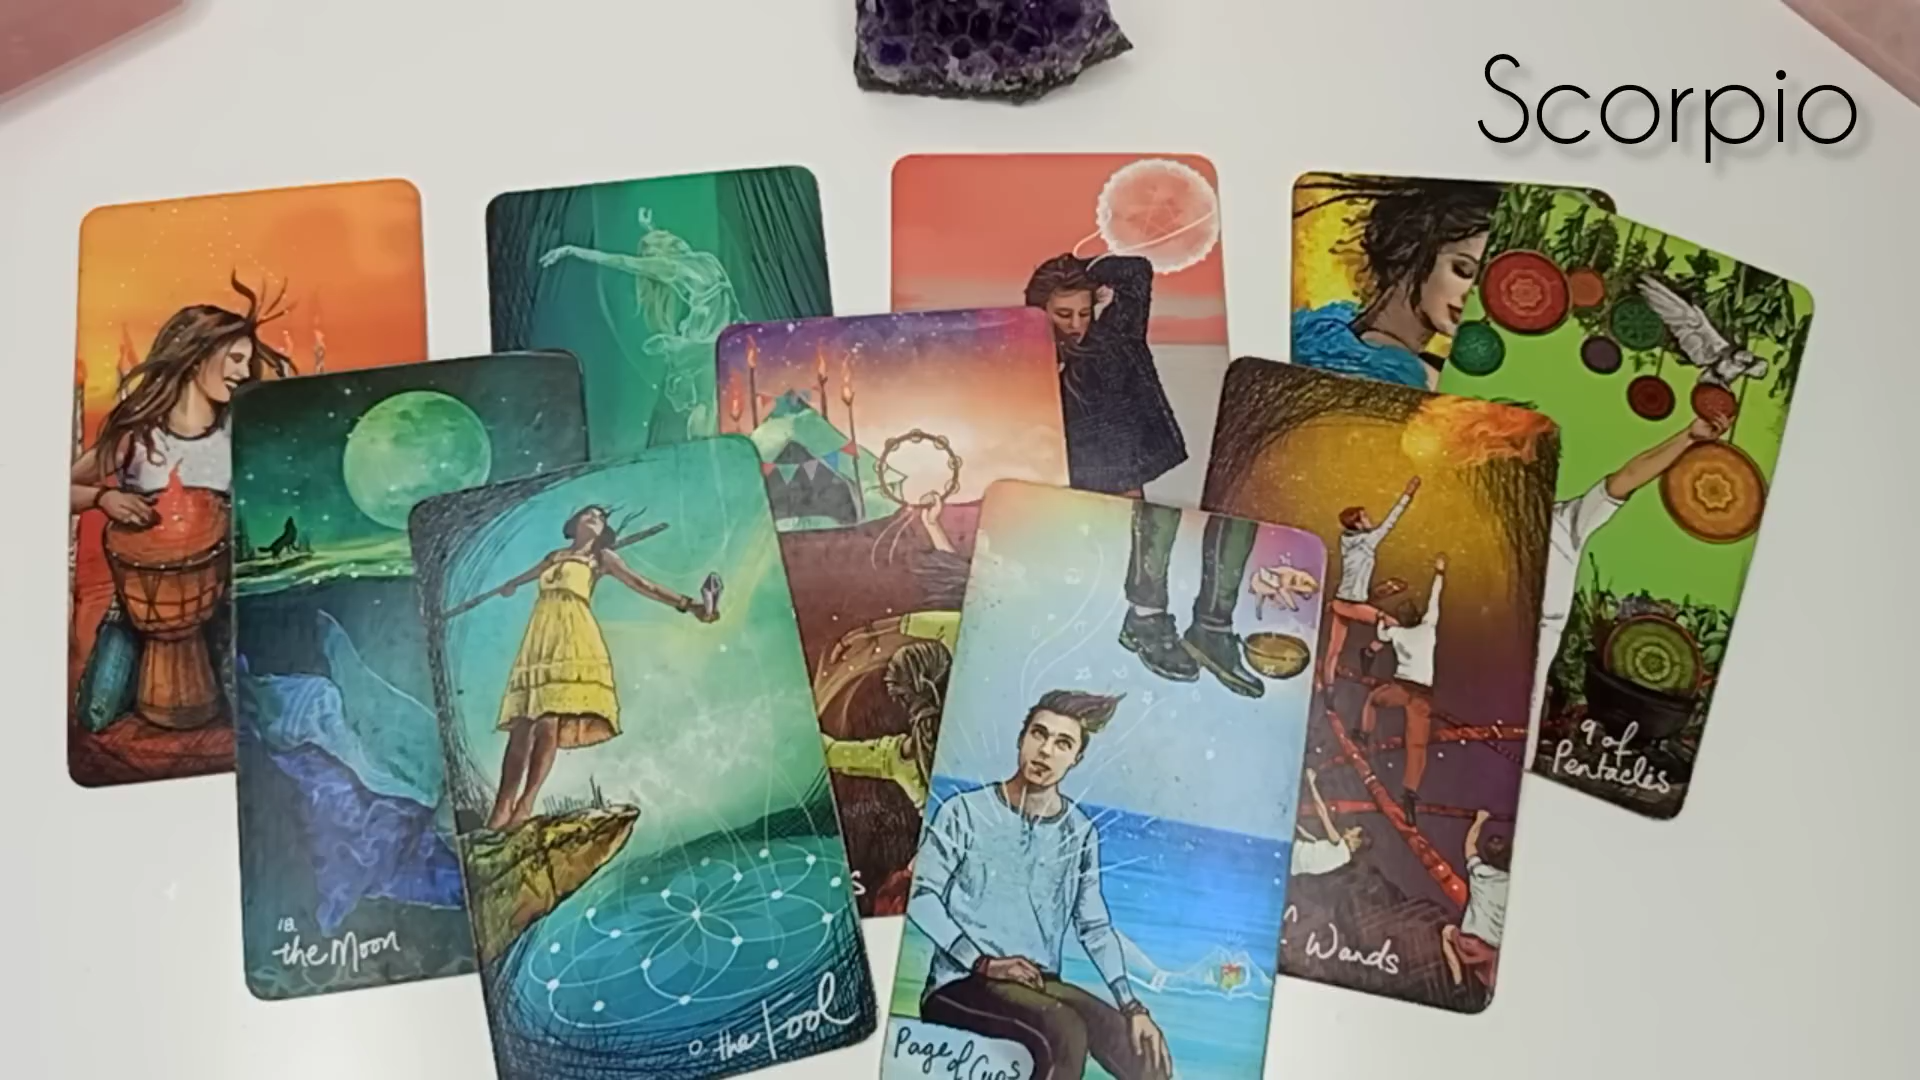 Scorpio
18
the Moon
0 the Fool
s
Page of Cups
Wands
9 of
Pentacles